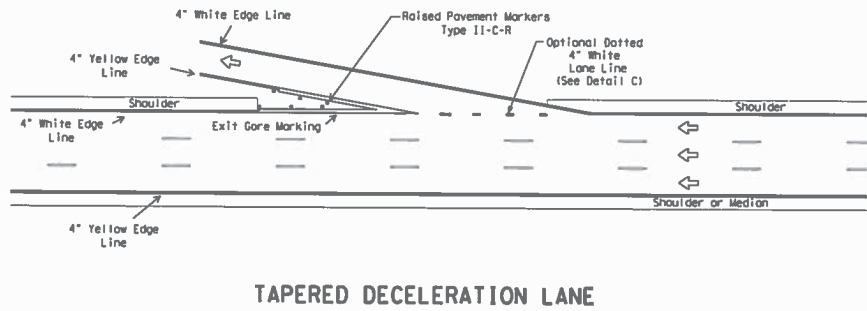 4" White Edge Line
Raised Pavement Markers
Type II-C-R
Optional Dotted
4" White
Lane Line
(See Detail C)
4" Yellow Edge
Line
Shoulder
Shoulder
4" White Edge
Line
Exit Gore Marking
Shoulder or Median
4" Yellow Edge
Line
TAPERED DECELERATION LANE